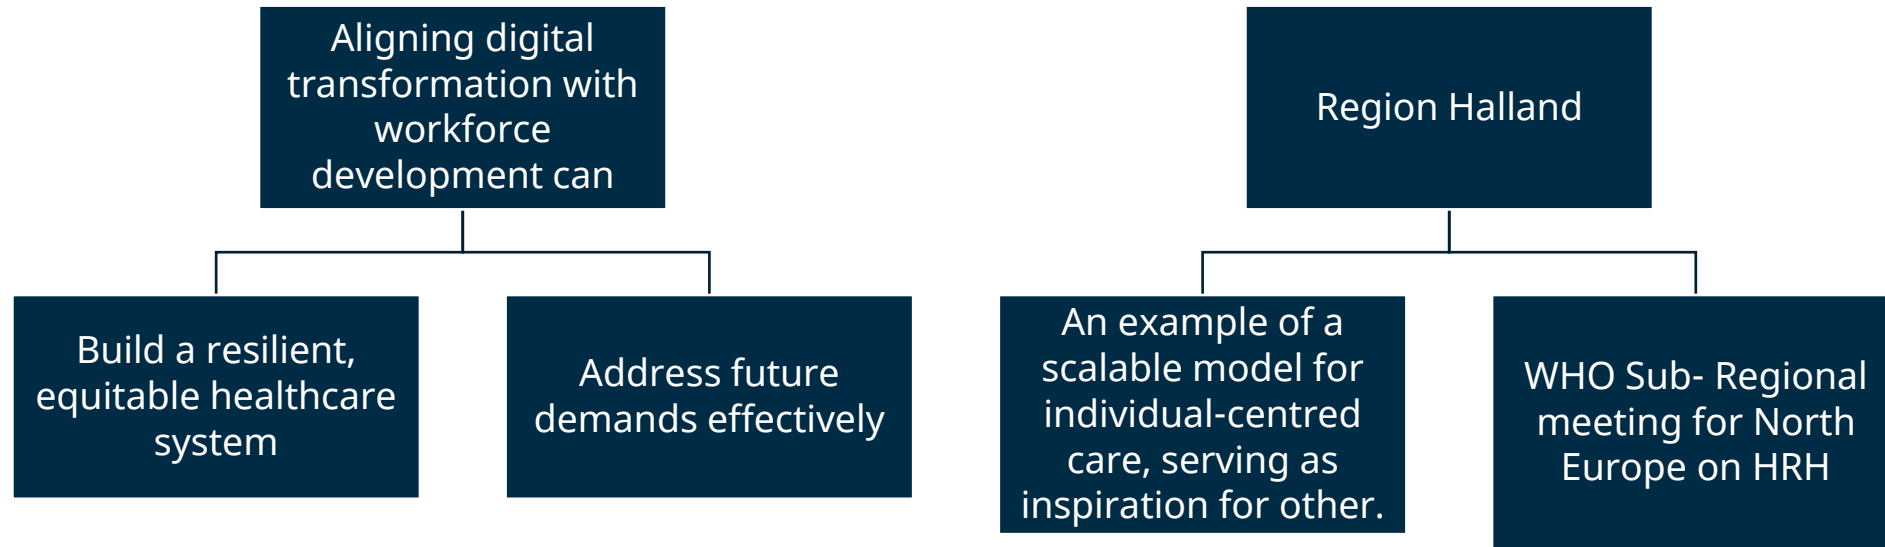 Aligning digital
transformation with
workforce
development can
Build a resilient,
equitable healthcare
system
Address future
demands effectively
Region Halland
An example of a
scalable model for
individual-centred
care, serving as
inspiration for other.
WHO Sub- Regional
meeting for North
Europe on HRH